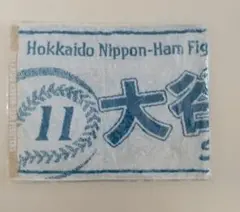 Hokkaido Nippon-Ham Fig
11 大谷
S